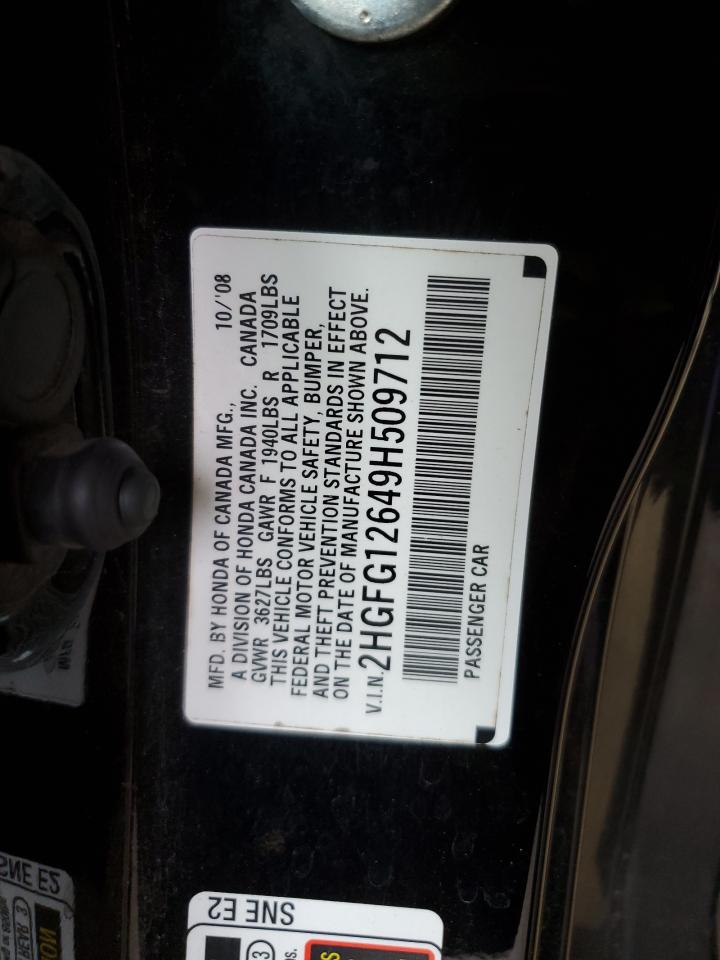 MFD. BY HONDA OF CANADA MFG., 10/'08
A DIVISION OF HONDA CANADA INC. CANADA
GVWR 3627LBS GAWR F 1940LBS R 1709LBS
THIS VEHICLE CONFORMS TO ALL APPLICABLE
FEDERAL MOTOR VEHICLE SAFETY, BUMPER,
AND THEFT PREVENTION STANDARDS IN EFFECT
ON THE DATE OF MANUFACTURE SHOWN ABOVE.
V.I.N. 2HGFG12649H509712
PASSENGER CAR
SNE E2
3
SNE E2